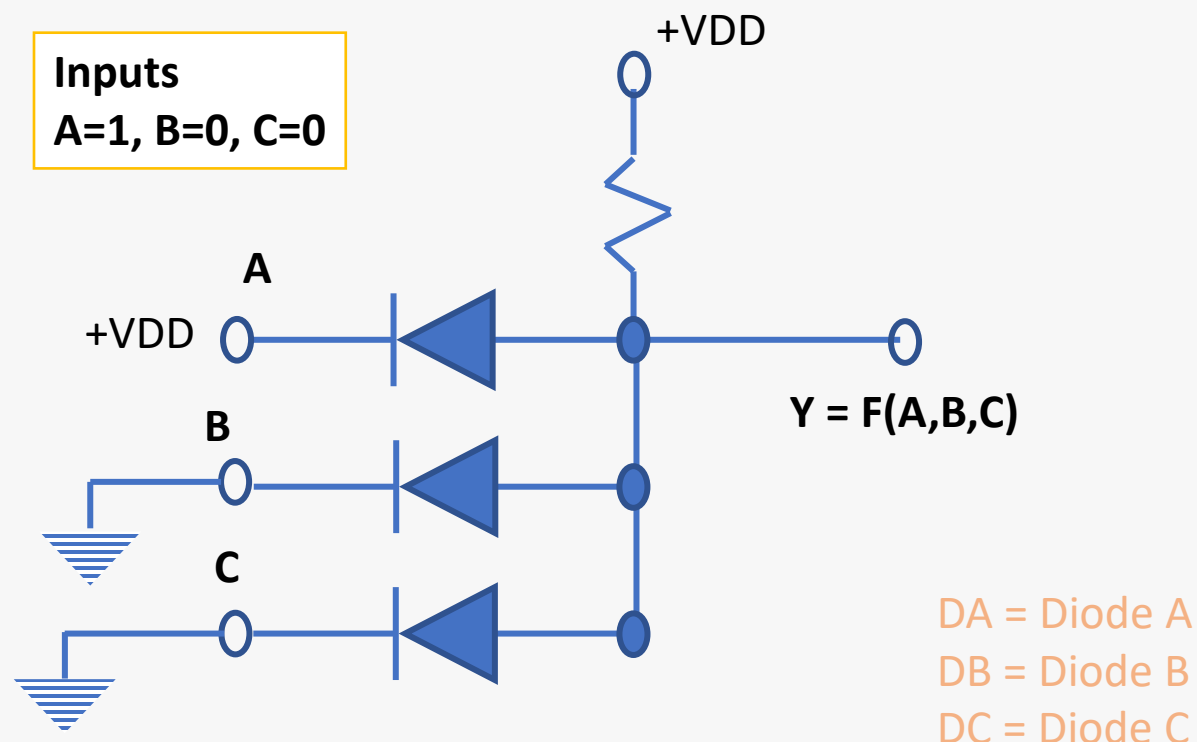 +VDD
Inputs
A=1, B=0, C=0
A
+VDD
B
Y = F(A,B,C)
C
DA = Diode A
DB = Diode B
DC = Diode C